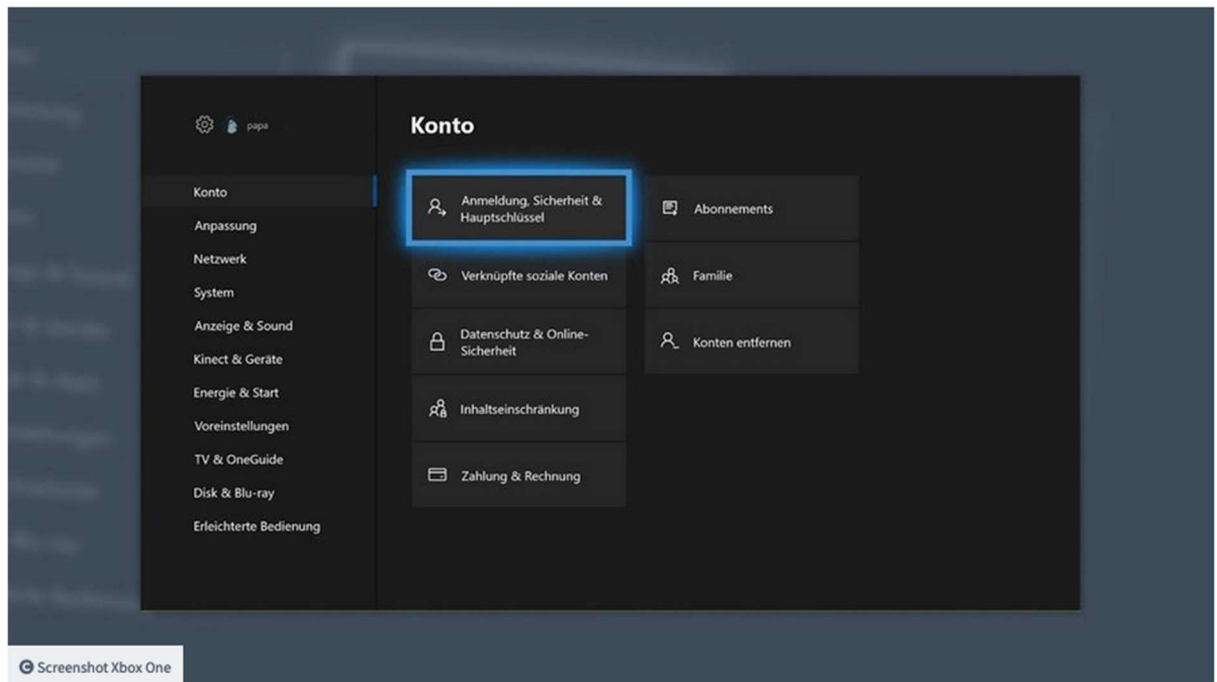 papa
Konto
Anpassung
Netzwerk
System
Anzeige & Sound
Kinect & Geräte
Energie & Start
Voreinstellungen
TV & OneGuide
Disk & Blu-ray
Erleichterte Bedienung
Konto
Anmeldung, Sicherheit &
Hauptschlüssel
Verknüpfte soziale Konten
Datenschutz & Online-
Sicherheit
Inhaltseinschränkung
Zahlung & Rechnung
Abonnements
Familie
Konten entfernen
Screenshot Xbox One